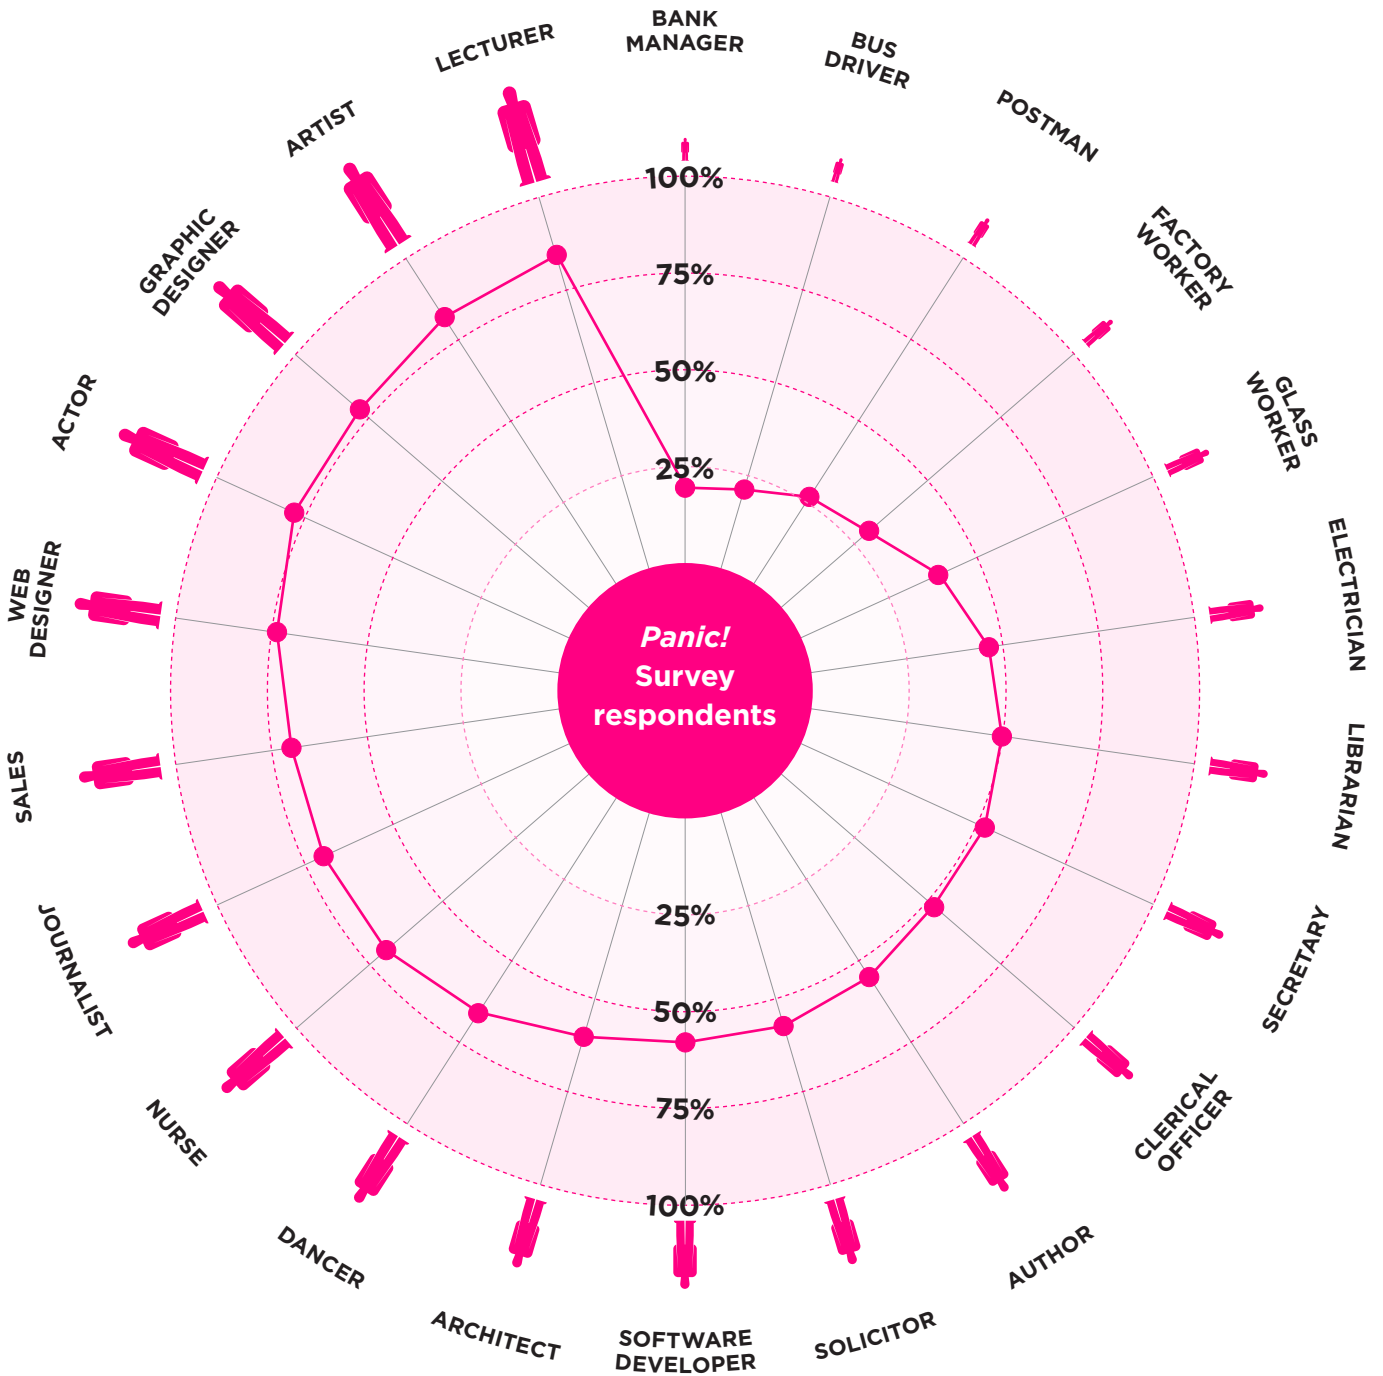 BANK
MANAGER
BUS
DRIVER
POSTMAN
FACTORY
WORKER
GLASS
WORKER
ELECTRICIAN
LIBRARIAN
SECRETARY
CLERICAL
OFFICER
AUTHOR
SOLICITOR
SOFTWARE
DEVELOPER
ARCHITECT
DANCER
NURSE
JOURNALIST
SALES
WEB
DESIGNER
ACTOR
GRAPHIC
DESIGNER
ARTIST
LECTURER
100%
75%
50%
25%
Panic!
Survey
respondents
25%
50%
75%
100%